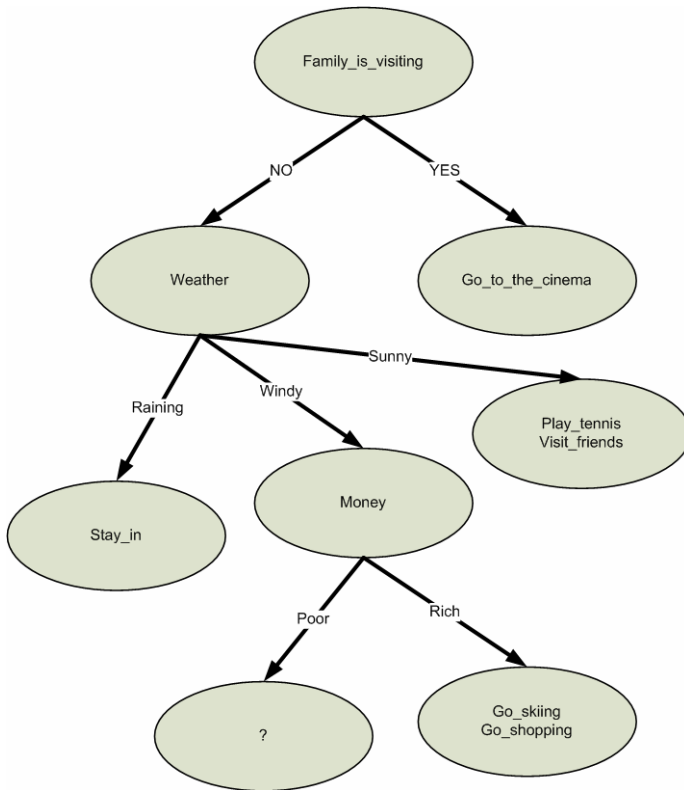 Family_is_visiting
NO
YES
Weather
Go_to_the_cinema
Sunny
Raining
Windy
Play_tennis
Visit_friends
Money
Stay_in
Poor
Rich
?
Go_skiing
Go_shopping